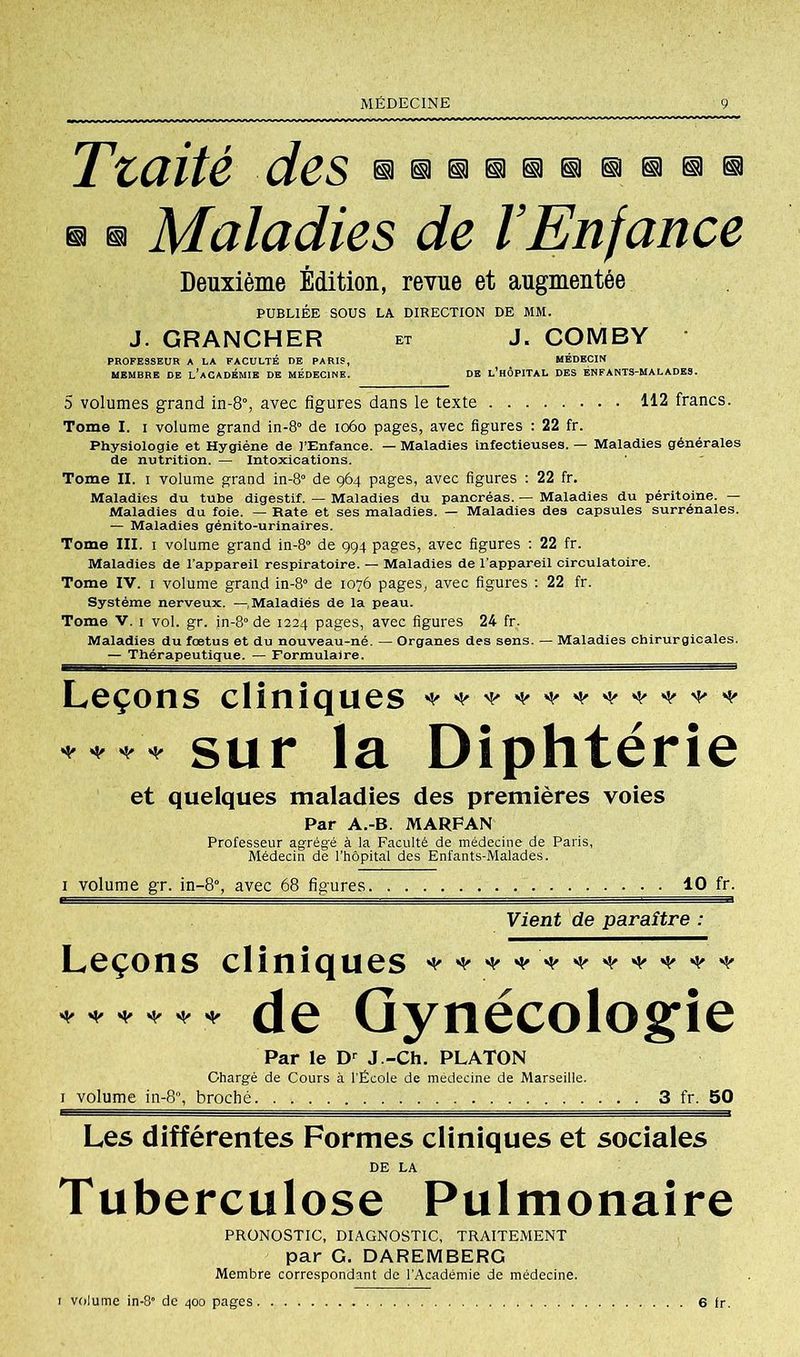 MÉDECINE 9
Traité des
Maladies de l'Enfance
Deuxième Édition, revue et augmentée
PUBLIÉE SOUS LA DIRECTION DE MM.
J. GRANCHER ET J. COMBY
PROFESSEUR A LA FACULTÉ DE PARIS, MÉDECIN
MEMBRE DE L'ACADÉMIE DE MÉDECINE. DE L'HÔPITAL DES ENFANTS-MALADES.
5 volumes grand in-8°, avec figures dans le texte . . . . . . . . 112 francs.
Tome I. 1 volume grand in-8° de 1060 pages, avec figures : 22 fr.
Physiologie et Hygiène de l'Enfance. — Maladies infectieuses. — Maladies générales
de nutrition. — Intoxications.
Tome II. 1 volume grand in-8° de 964 pages, avec figures : 22 fr.
Maladies du tube digestif. — Maladies du pancréas. — Maladies du péritoine. —
Maladies du foie. — Rate et ses maladies. — Maladies des capsules surrénales.
— Maladies génito-urinaires.
Tome III. 1 volume grand in-8° de 994 pages, avec figures : 22 fr.
Maladies de l'appareil respiratoire. — Maladies de l'appareil circulatoire.
Tome IV. 1 volume grand in-8° de 1076 pages, avec figures : 22 fr.
Système nerveux. — Maladies de la peau.
Tome V. 1 vol. gr. in-8° de 1224 pages, avec figures 24 fr.
Maladies du fœtus et du nouveau-né. — Organes des sens. — Maladies chirurgicales.
— Thérapeutique. — Formulaire.
Leçons cliniques
sur la Diphtérie
et quelques maladies des premières voies
Par A.-B. MARFAN
Professeur agrégé à la Faculté de médecine de Paris,
Médecin de l'hôpital des Enfants-Malades.
1 volume gr. in-8°, avec 68 figures. . . . . . . . . . . . . . . . . . 10 fr.
Vient de paraître :
Leçons cliniques
de Gynécologie
Par le Dr J.-Ch. PLATON
Chargé de Cours à l'École de medecine de Marseille.
1 volume in-8°, broché. . . . . . . . . . . . . . . . . . . . . . . 3 fr. 50
Les différentes Formes cliniques et sociales
DE LA
Tuberculose Pulmonaire
PRONOSTIC, DIAGNOSTIC, TRAITEMENT
par G. DAREMBERG
Membre correspondant de l'Académie de médecine.
1 volume in-8° de 400 pages. . . . . . . . . . . . . . . . . . . . . . . . . . . . . . 6 fr.